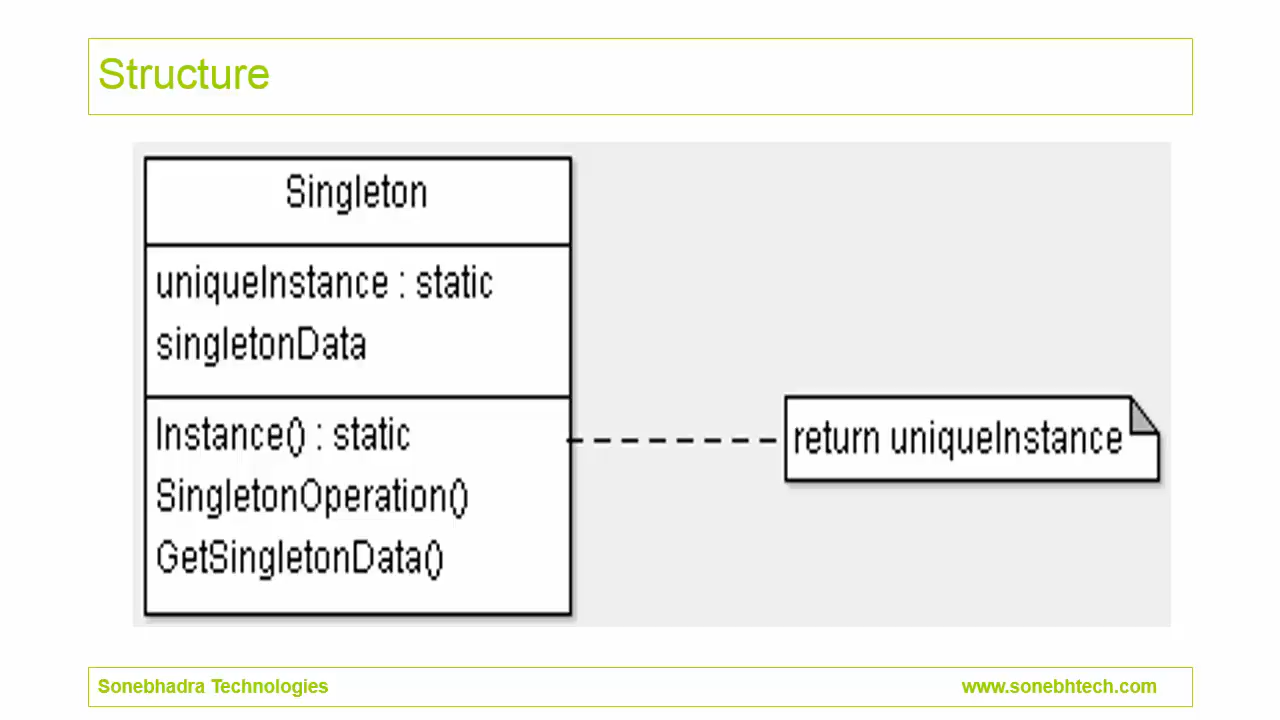 Structure
Singleton
uniqueInstance : static
singletonData
Instance() : static
return uniqueInstance
SingletonOperation()
GetSingletonData()
Sonebhadra Technologies
www.sonebhtech.com